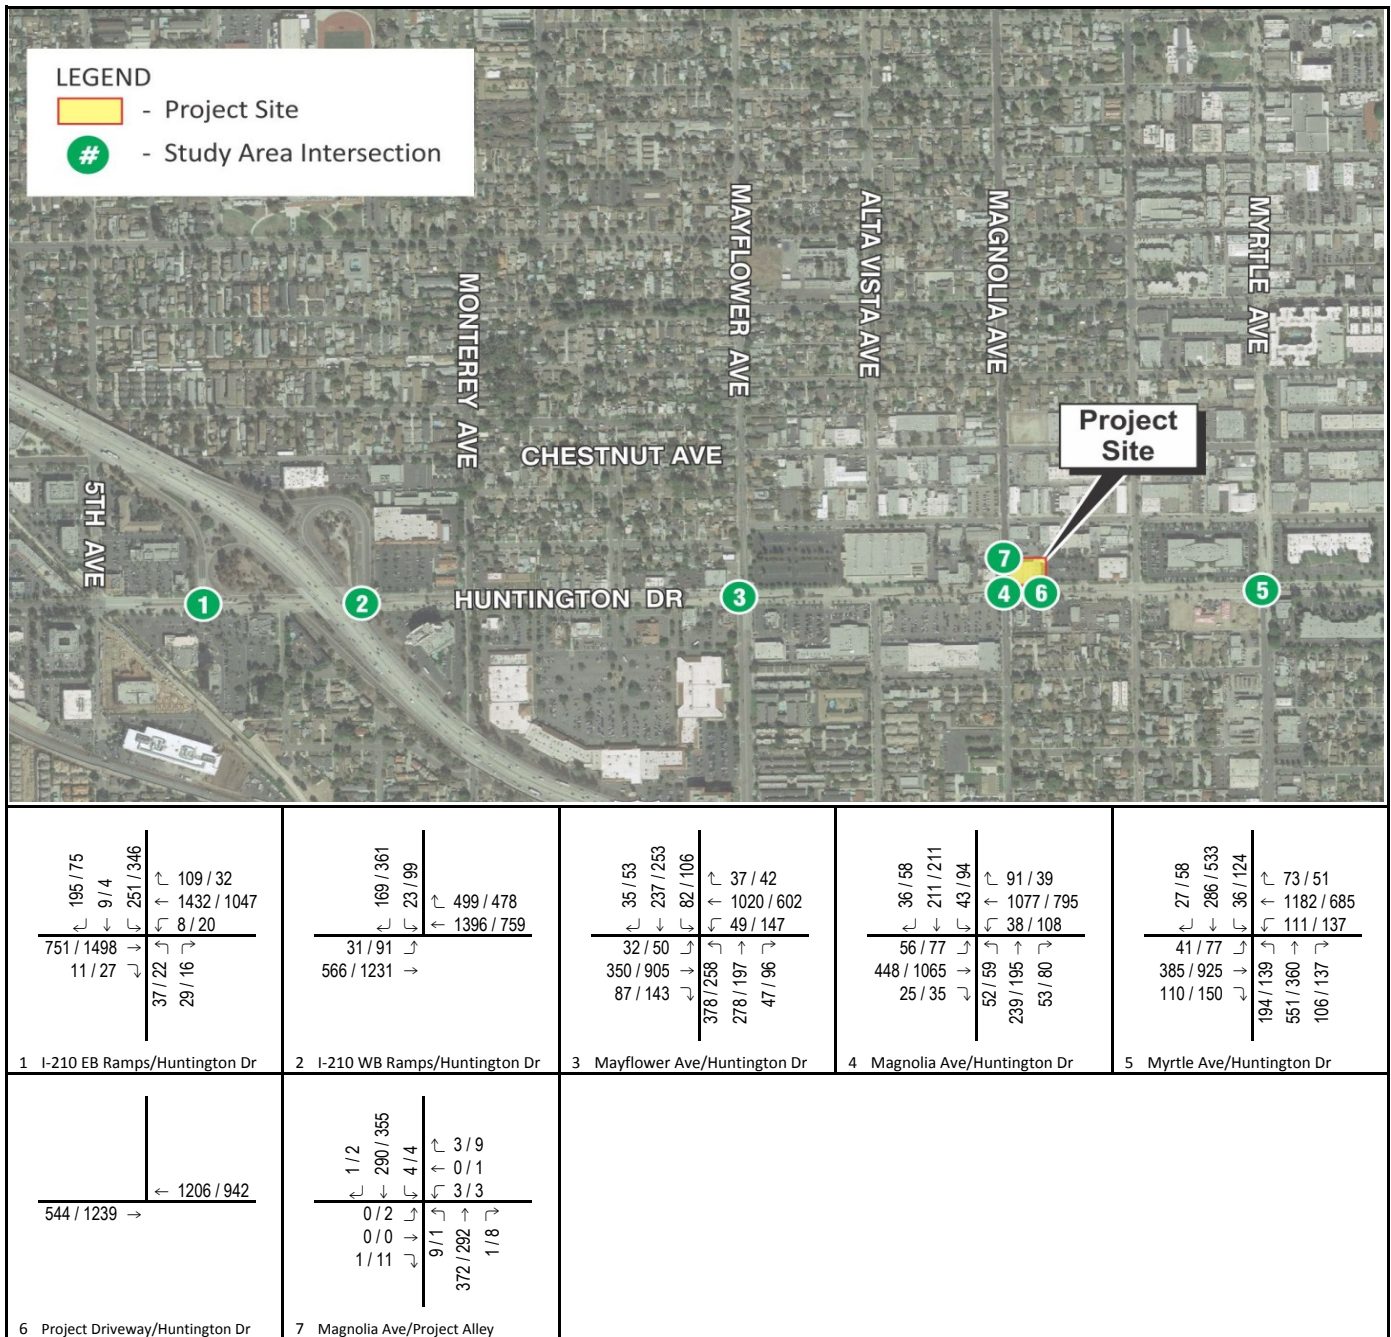 LEGEND
- Project Site
# - Study Area Intersection
MAYFLOWER AVE
ALTA VISTA AVE
MAGNOLIA AVE
MYRTLE AVE
MONTEREY AVE
Project
Site
CHESTNUT AVE
5TH AVE
7
1
2
HUNTINGTON DR
3
4
6
5
195 / 75
9 / 4
251 / 346
↑ 109 / 32
← 1432 / 1047
8 / 20
751 / 1498 →
11 / 27
37 / 22
29 / 16
1 I-210 EB Ramps/Huntington Dr
169 / 361
23 / 99
499 / 478
← 1396 / 759
31 / 91
566 / 1231 →
2 I-210 WB Ramps/Huntington Dr
35 / 53
237 / 253
82 / 106
37 / 42
← 1020 / 602
49 / 147
32 / 50
350 / 905 →
87 / 143
378 / 258
278 / 197
47 / 96
3 Mayflower Ave/Huntington Dr
36 / 58
211 / 211
43 / 94
91 / 39
← 1077 / 795
38 / 108
56 / 77
448 / 1065 →
25 / 35
52 / 59
239 / 195
53 / 80
4 Magnolia Ave/Huntington Dr
27 / 58
286 / 533
36 / 124
73 / 51
← 1182 / 685
111 / 137
41 / 77
385 / 925 →
110 / 150
194 / 139
551 / 360
106 / 137
5 Myrtle Ave/Huntington Dr
← 1206 / 942
544 / 1239 →
6 Project Driveway/Huntington Dr
1 / 2
290 / 355
4 / 4
3 / 9
← 0 / 1
3 / 3
0 / 2
0 / 0 →
1 / 11
9 / 1
372 / 292
1 / 8
7 Magnolia Ave/Project Alley